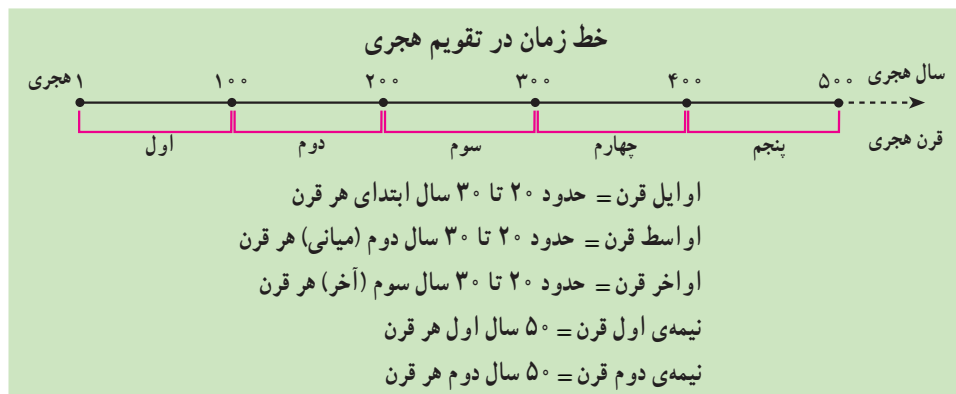 خط زمان در تقویم هجری
سال هجری
۱ هجری ۱۰۰ ۲۰۰ ۳۰۰ ۴۰۰ ۵۰۰
قرن هجری
اول دوم سوم چهارم پنجم
اوایل قرن = حدود ۲۰ تا ۳۰ سال ابتدای هر قرن
اواسط قرن = حدود ۲۰ تا ۳۰ سال دوم (میانی) هر قرن
اواخر قرن = حدود ۲۰ تا ۳۰ سال سوم (آخر) هر قرن
نیمه‌ی اول قرن = ۵۰ سال اول هر قرن
نیمه‌ی دوم قرن = ۵۰ سال دوم هر قرن